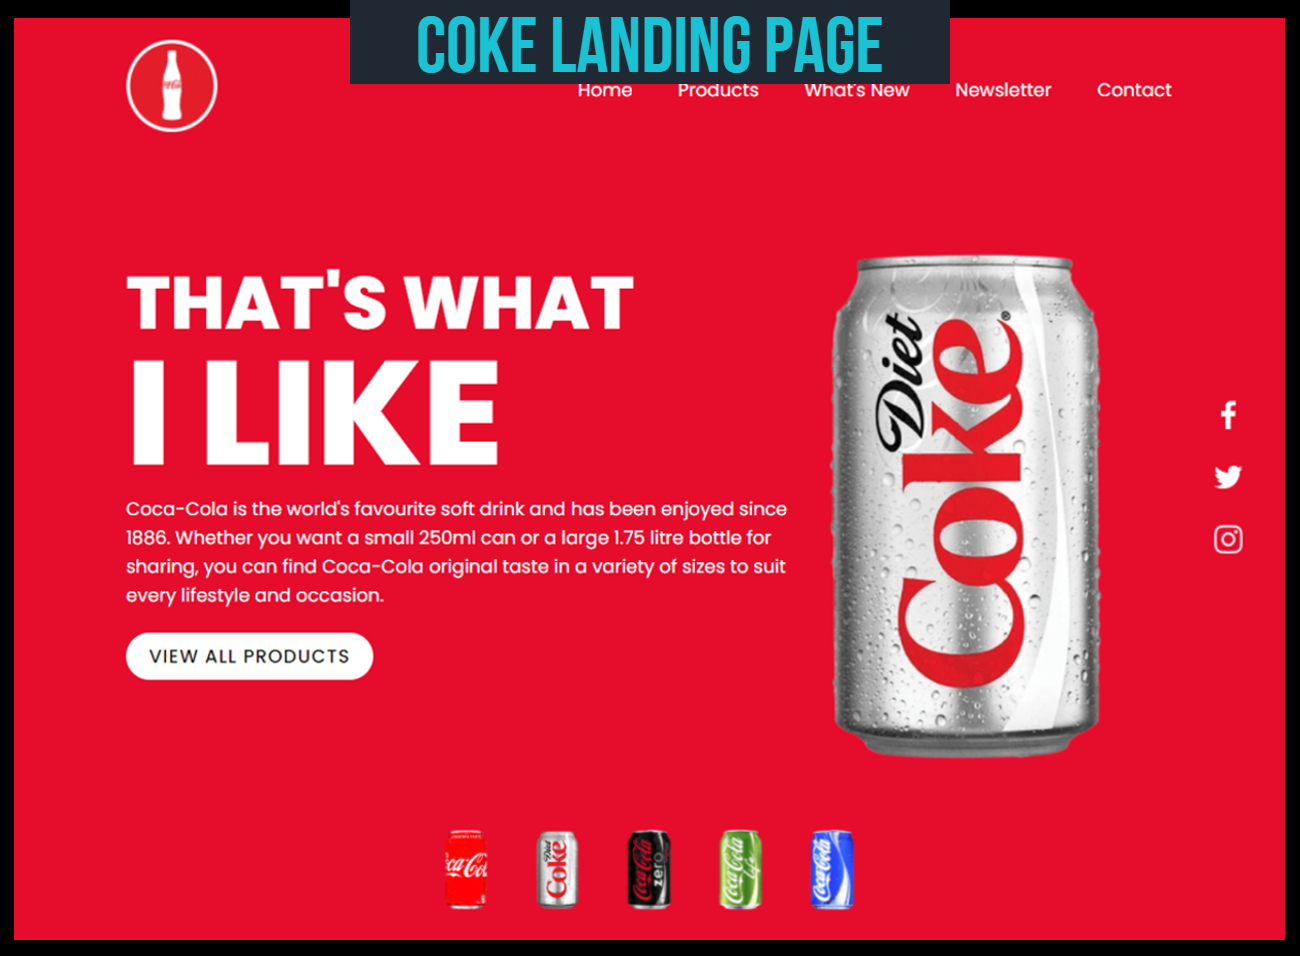 COKE LANDING PAGE
Coca-Cola
Home Products What's New Newsletter Contact
THAT'S WHAT
I LIKE
Diet
Coke®
Coca-Cola is the world's favourite soft drink and has been enjoyed since
1886. Whether you want a small 250ml can or a large 1.75 litre bottle for
sharing, you can find Coca-Cola original taste in a variety of sizes to suit
every lifestyle and occasion.
VIEW ALL PRODUCTS
Coca-Cola
Diet Coke
Coca-Cola zero
Coca-Cola life
Coca-Cola